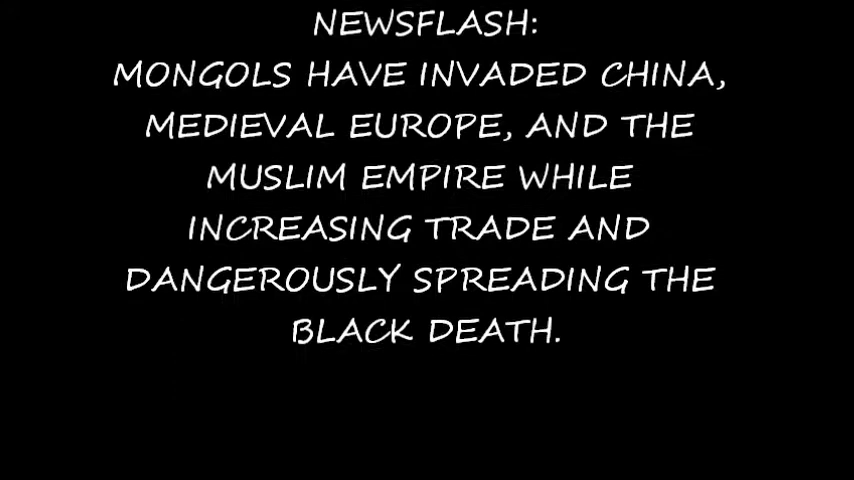 NEWSFLASH:
MONGOLS HAVE INVADED CHINA,
MEDIEVAL EUROPE, AND THE
MUSLIM EMPIRE WHILE
INCREASING TRADE AND
DANGEROUSLY SPREADING THE
BLACK DEATH.